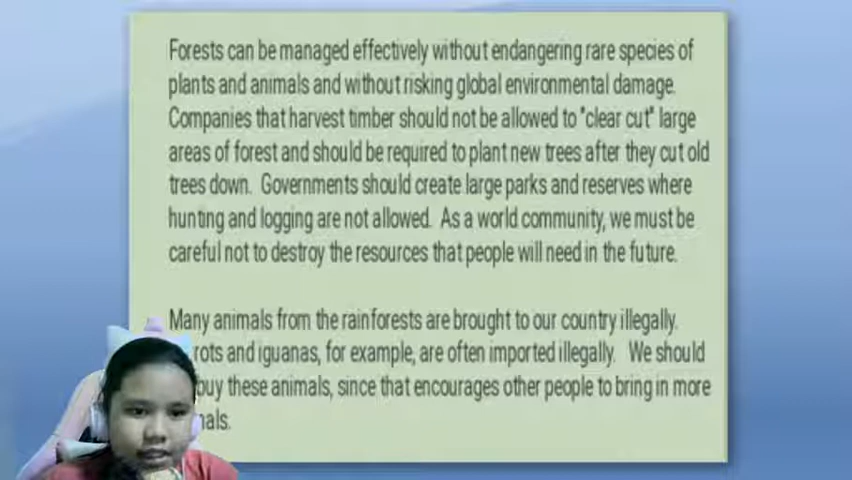 Forests can be managed effectively without endangering rare species of
plants and animals and without risking global environmental damage.
Companies that harvest timber should not be allowed to "clear cut" large
areas of forest and should be required to plant new trees after they cut old
trees down. Governments should create large parks and reserves where
hunting and logging are not allowed. As a world community, we must be
careful not to destroy the resources that people will need in the future.
Many animals from the rainforests are brought to our country illegally.
rots and iguanas, for example, are often imported illegally. We should
buy these animals, since that encourages other people to bring in more
nals.